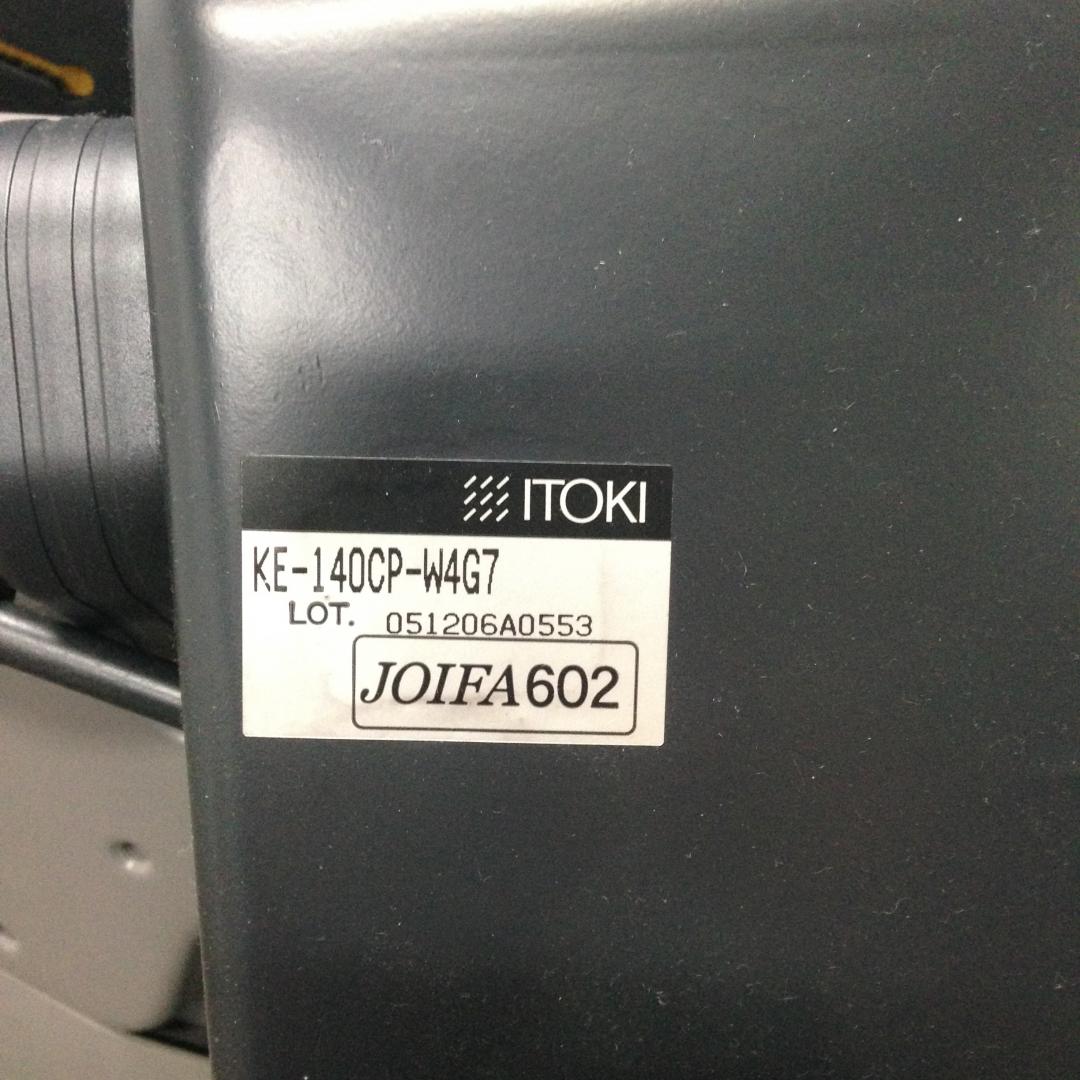 ITOKI
KE-140CP-W4G7
LOT. 051206A0553
JOIFA602